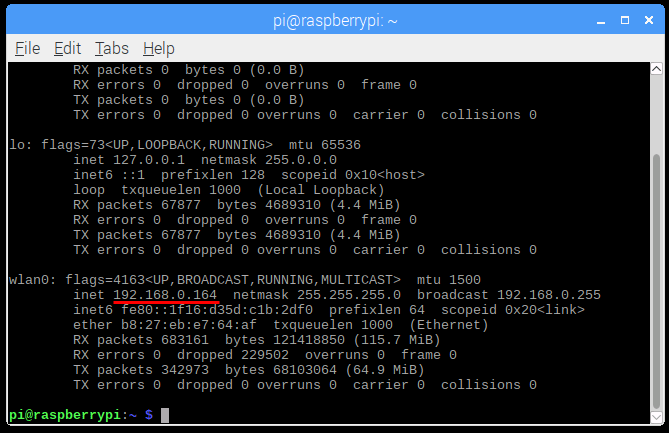 pi@raspberrypi: ~
File Edit Tabs Help
RX packets 0  bytes 0 (0.0 B)
RX errors 0  dropped 0 overruns 0  frame 0
TX packets 0  bytes 0 (0.0 B)
TX errors 0  dropped 0 overruns 0  carrier 0  collisions 0
lo: flags=73<UP,LOOPBACK,RUNNING>  mtu 65536
inet 127.0.0.1  netmask 255.0.0.0
inet6 ::1  prefixlen 128  scopeid 0x10<host>
loop  txqueuelen 1000  (Local Loopback)
RX packets 67877  bytes 4689310 (4.4 MiB)
RX errors 0  dropped 0 overruns 0  frame 0
TX packets 67877  bytes 4689310 (4.4 MiB)
TX errors 0  dropped 0 overruns 0  carrier 0  collisions 0
wlan0: flags=4163<UP,BROADCAST,RUNNING,MULTICAST>  mtu 1500
inet 192.168.0.164  netmask 255.255.255.0  broadcast 192.168.0.255
inet6 fe80::1f16:d35d:c1b:2df0  prefixlen 64  scopeid 0x20<link>
ether b8:27:eb:e7:64:af  txqueuelen 1000  (Ethernet)
RX packets 683161  bytes 121418850 (115.7 MiB)
RX errors 0  dropped 229502  overruns 0  frame 0
TX packets 342973  bytes 68103064 (64.9 MiB)
TX errors 0  dropped 0 overruns 0  carrier 0  collisions 0
pi@raspberrypi:~ $